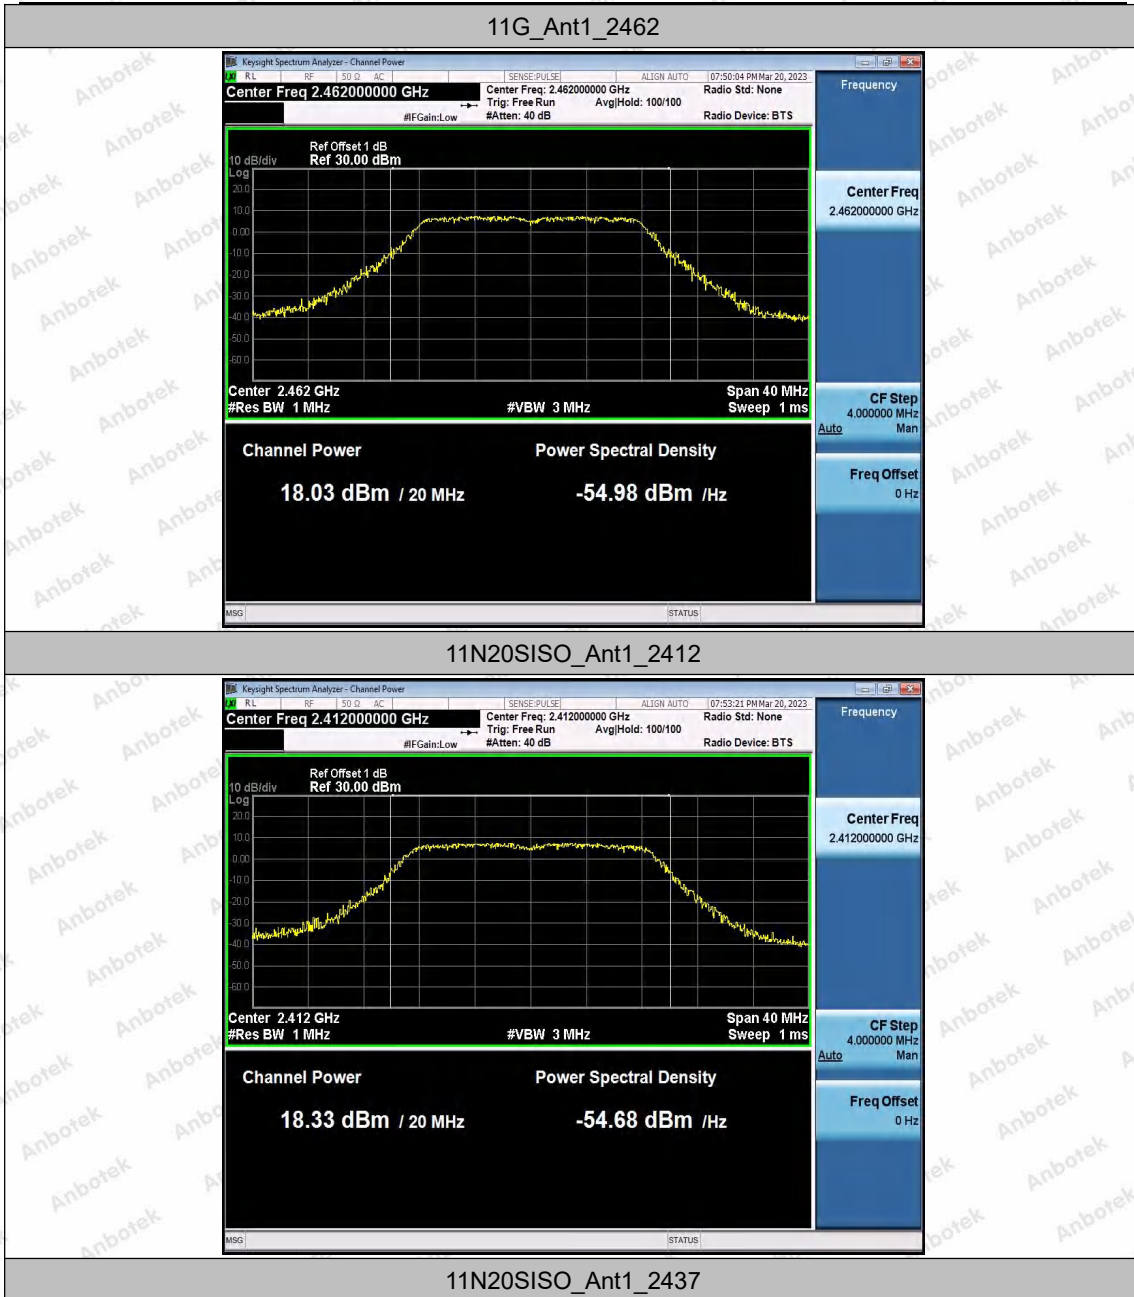 11G_Ant1_2462
Keysight Spectrum Analyzer - Channel Power
LXI RL RF 50 Ω AC SENSE:PULSE ALIGN AUTO 07:50:04 PM Mar 20, 2023
Center Freq 2.462000000 GHz
Center Freq: 2.462000000 GHz Radio Std: None
Trig: Free Run Avg|Hold: 100/100
#IFGain:Low #Atten: 40 dB Radio Device: BTS
Frequency
Ref Offset 1 dB
10 dB/div Ref 30.00 dBm
Log
20.0
10.0
0.00
-10.0
-20.0
-30.0
-40.0
-50.0
-60.0
Center Freq
2.462000000 GHz
Center 2.462 GHz Span 40 MHz
#Res BW 1 MHz #VBW 3 MHz Sweep 1 ms
CF Step
4.000000 MHz
Auto Man
Channel Power Power Spectral Density
18.03 dBm / 20 MHz -54.98 dBm /Hz
Freq Offset
0 Hz
MSG STATUS
11N20SISO_Ant1_2412
Keysight Spectrum Analyzer - Channel Power
LXI RL RF 50 Ω AC SENSE:PULSE ALIGN AUTO 07:53:21 PM Mar 20, 2023
Center Freq 2.412000000 GHz
Center Freq: 2.412000000 GHz Radio Std: None
Trig: Free Run Avg|Hold: 100/100
#IFGain:Low #Atten: 40 dB Radio Device: BTS
Frequency
Ref Offset 1 dB
10 dB/div Ref 30.00 dBm
Log
20.0
10.0
0.00
-10.0
-20.0
-30.0
-40.0
-50.0
-60.0
Center Freq
2.412000000 GHz
Center 2.412 GHz Span 40 MHz
#Res BW 1 MHz #VBW 3 MHz Sweep 1 ms
CF Step
4.000000 MHz
Auto Man
Channel Power Power Spectral Density
18.33 dBm / 20 MHz -54.68 dBm /Hz
Freq Offset
0 Hz
MSG STATUS
11N20SISO_Ant1_2437
Anbotek